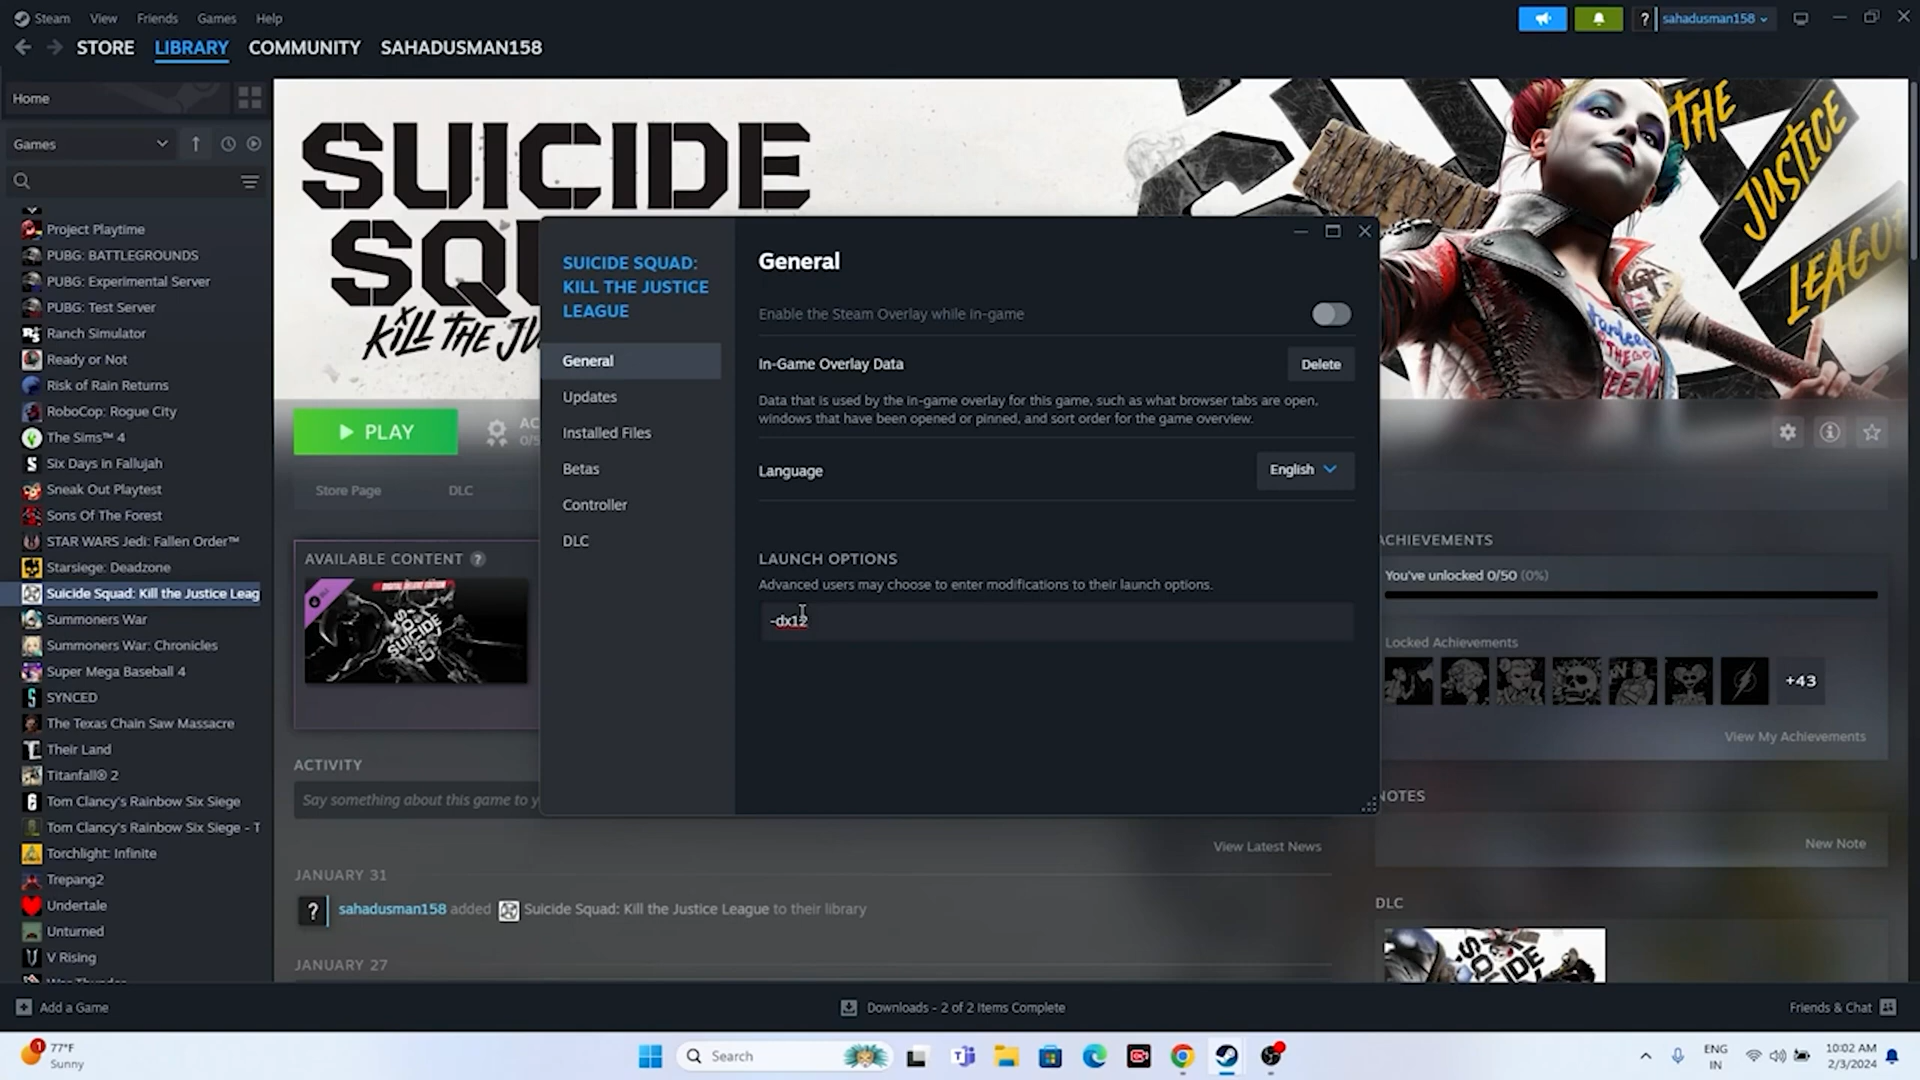 Steam
View
Friends
Games
Help
?
sahadusman158
STORE
LIBRARY
COMMUNITY
SAHADUSMAN158
Home
Games
Project Playtime
PUBG: BATTLEGROUNDS
PUBG: Experimental Server
PUBG: Test Server
Ranch Simulator
Ready or Not
Risk of Rain Returns
RoboCop: Rogue City
The Sims™ 4
Six Days in Fallujah
Sneak Out Playtest
Sons Of The Forest
STAR WARS Jedi: Fallen Order™
Starsiege: Deadzone
Suicide Squad: Kill the Justice Leag
Summoners War
Summoners War: Chronicles
Super Mega Baseball 4
SYNCED
The Texas Chain Saw Massacre
Their Land
Titanfall® 2
Tom Clancy's Rainbow Six Siege
Tom Clancy's Rainbow Six Siege - T
Torchlight: Infinite
Trepang2
Undertale
Unturned
V Rising
SUICIDE
SQU
KILL THE JU
THE
JUSTICE
LEAGU
PLAY
AC
0/5
Store Page
DLC
AVAILABLE CONTENT ?
DIGITAL DELUXE EDITION
SUICIDE
SQUAD
ACTIVITY
Say something about this game to y
View Latest News
JANUARY 31
? sahadusman158 added Suicide Squad: Kill the Justice League to their library
JANUARY 27
SUICIDE SQUAD:
KILL THE JUSTICE
LEAGUE
General
Updates
Installed Files
Betas
Controller
DLC
General
Enable the Steam Overlay while in-game
In-Game Overlay Data
Delete
Data that is used by the in-game overlay for this game, such as what browser tabs are open,
windows that have been opened or pinned, and sort order for the game overview.
Language
English
LAUNCH OPTIONS
Advanced users may choose to enter modifications to their launch options.
-dx12
ACHIEVEMENTS
You've unlocked 0/50 (0%)
Locked Achievements
+43
View My Achievements
NOTES
New Note
DLC
Add a Game
Downloads - 2 of 2 Items Complete
Friends & Chat
1
77°F
Sunny
Search
ENG
IN
10:02 AM
2/3/2024